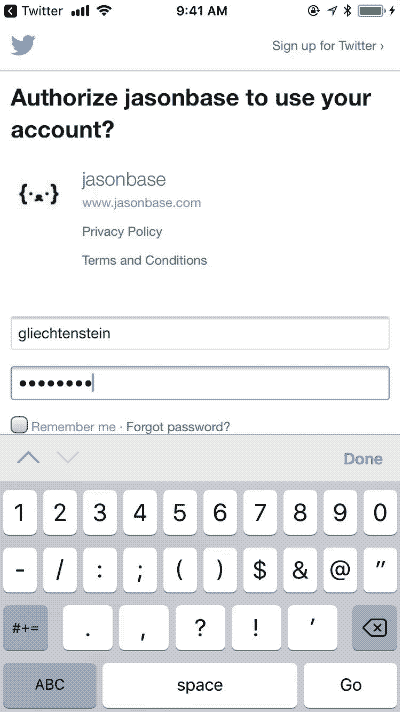 Twitter 9:41 AM
Sign up for Twitter ›
Authorize jasonbase to use your
account?
{·ᴥ·} jasonbase
www.jasonbase.com
Privacy Policy
Terms and Conditions
gliechtenstein
••••••••
Remember me · Forgot password?
Done
1 2 3 4 5 6 7 8 9 0
- / : ; ( ) $ & @ "
#+= . , ? ! '
ABC space Go